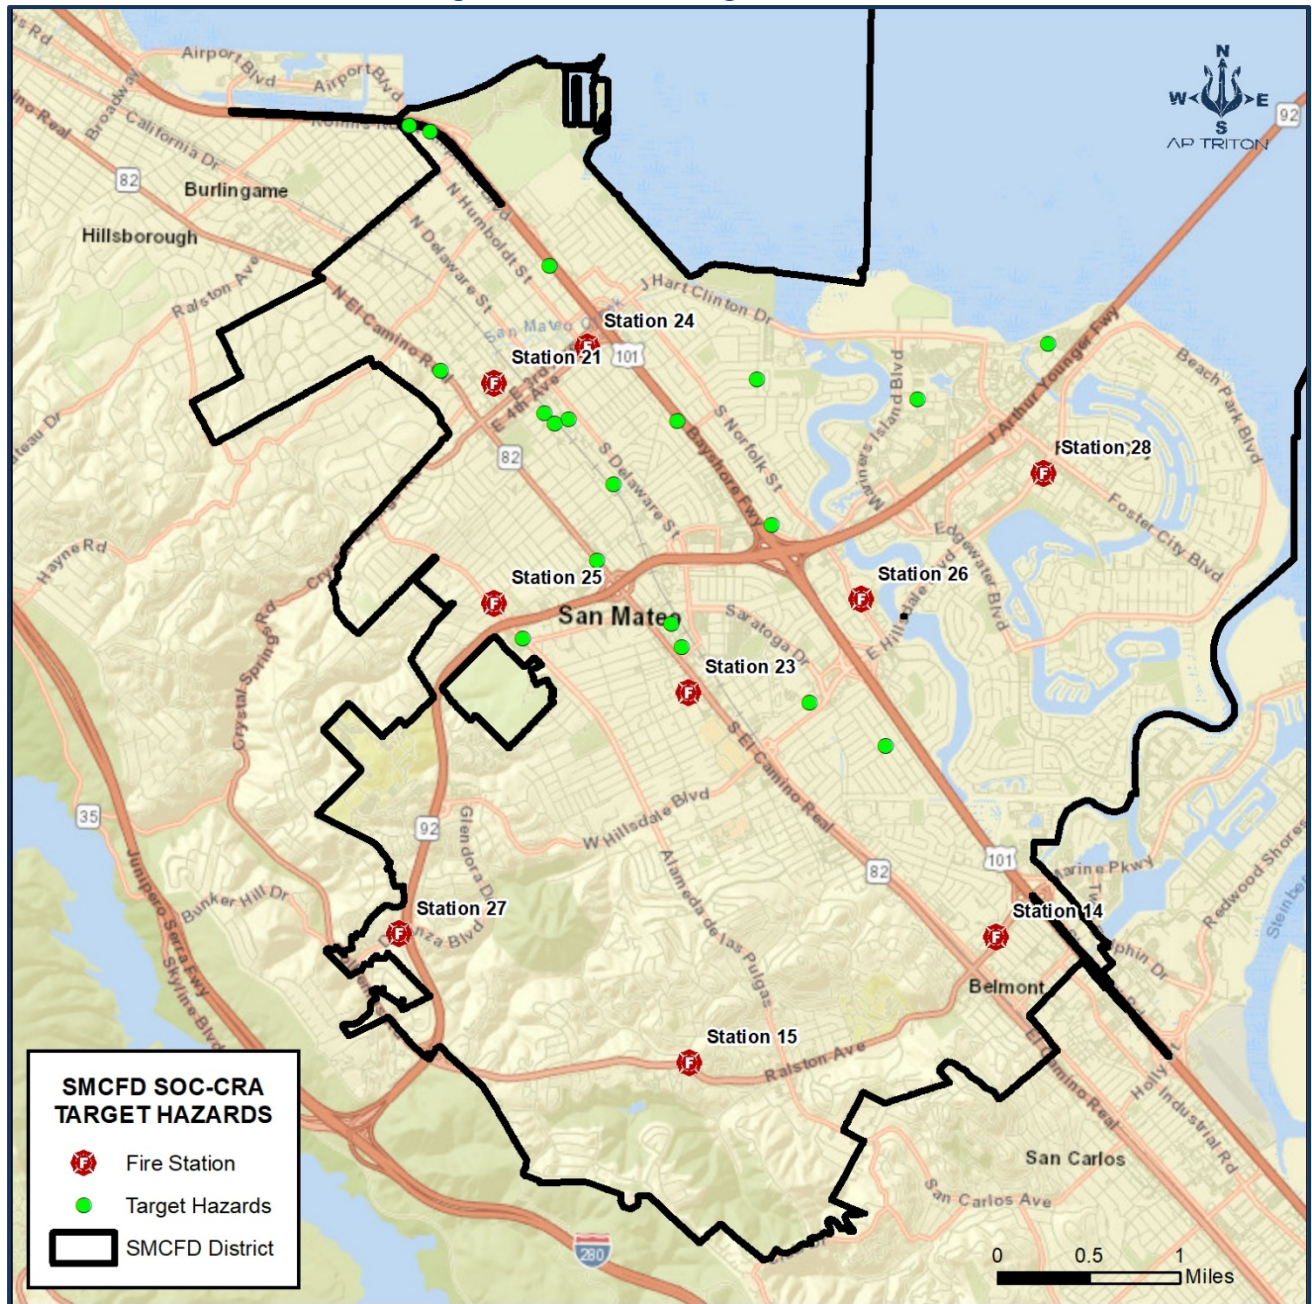 Airport Blvd
Airport Blvd
Broadway
California Dr
Burlingame
Hillsborough
82
Ralston Ave
N Humboldt St
N Delaware St
N El Camino Real
J Hart Clinton Dr
N
W
E
S
AP TRITON
92
Station 24
101
Station 21
E 4th Ave
82
S Delaware St
S Norfolk St
Bayshore Fwy
Mariners Island Blvd
J Arthur Younger Fwy
Beach Park Blvd
Station 28
Foster City Blvd
Edgewater Blvd
Hayne Rd
Crystal Springs Rd
Station 25
San Mateo
Station 26
E Hillsdale Blvd
Saratoga Dr
Station 23
S El Camino Real
W Hillsdale Blvd
35
92
Junipero Serra Fwy
Skyline Blvd
Bunker Hill Dr
Station 27
Alameda de las Pulgas
82
101
Marine Pkwy
Redwood Shores
Station 14
Belmont
Station 15
Ralston Ave
El Camino Real
Holly St
Industrial Rd
San Carlos
San Carlos Ave
280
SMCFD SOC-CRA
TARGET HAZARDS
Fire Station
Target Hazards
SMCFD District
0 0.5 1
Miles